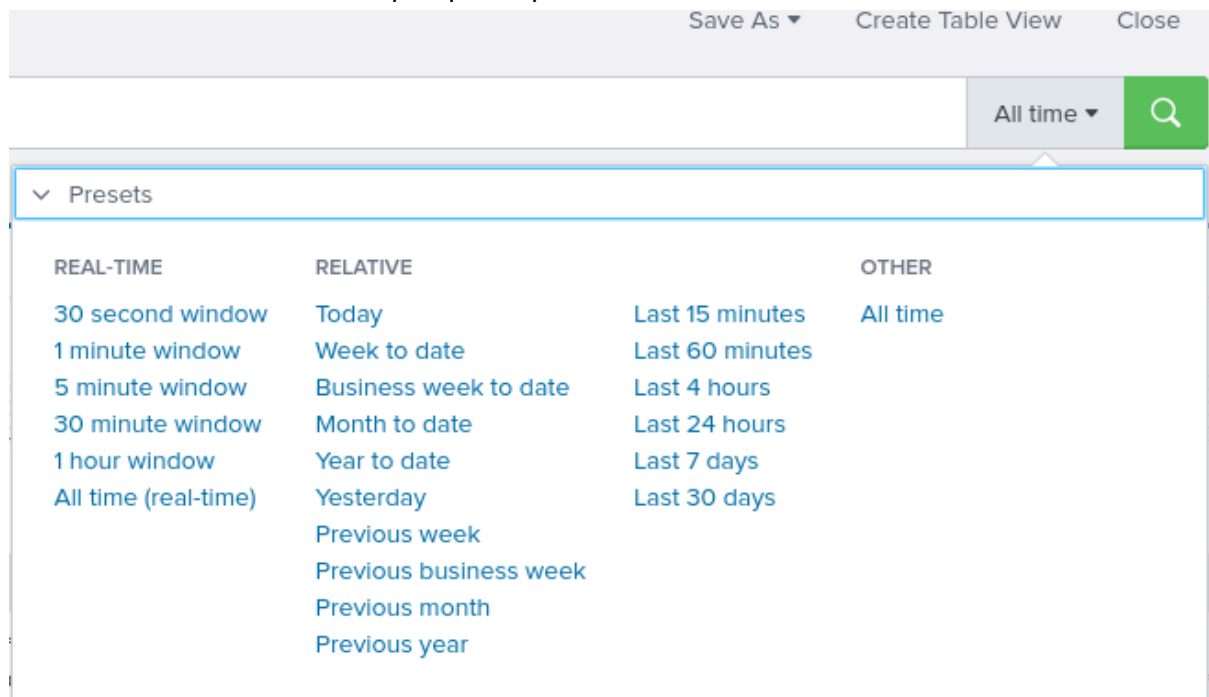 Save As Create Table View Close
All time
Presets
REAL-TIME
30 second window
1 minute window
5 minute window
30 minute window
1 hour window
All time (real-time)
RELATIVE
Today
Week to date
Business week to date
Month to date
Year to date
Yesterday
Previous week
Previous business week
Previous month
Previous year
Last 15 minutes
Last 60 minutes
Last 4 hours
Last 24 hours
Last 7 days
Last 30 days
OTHER
All time